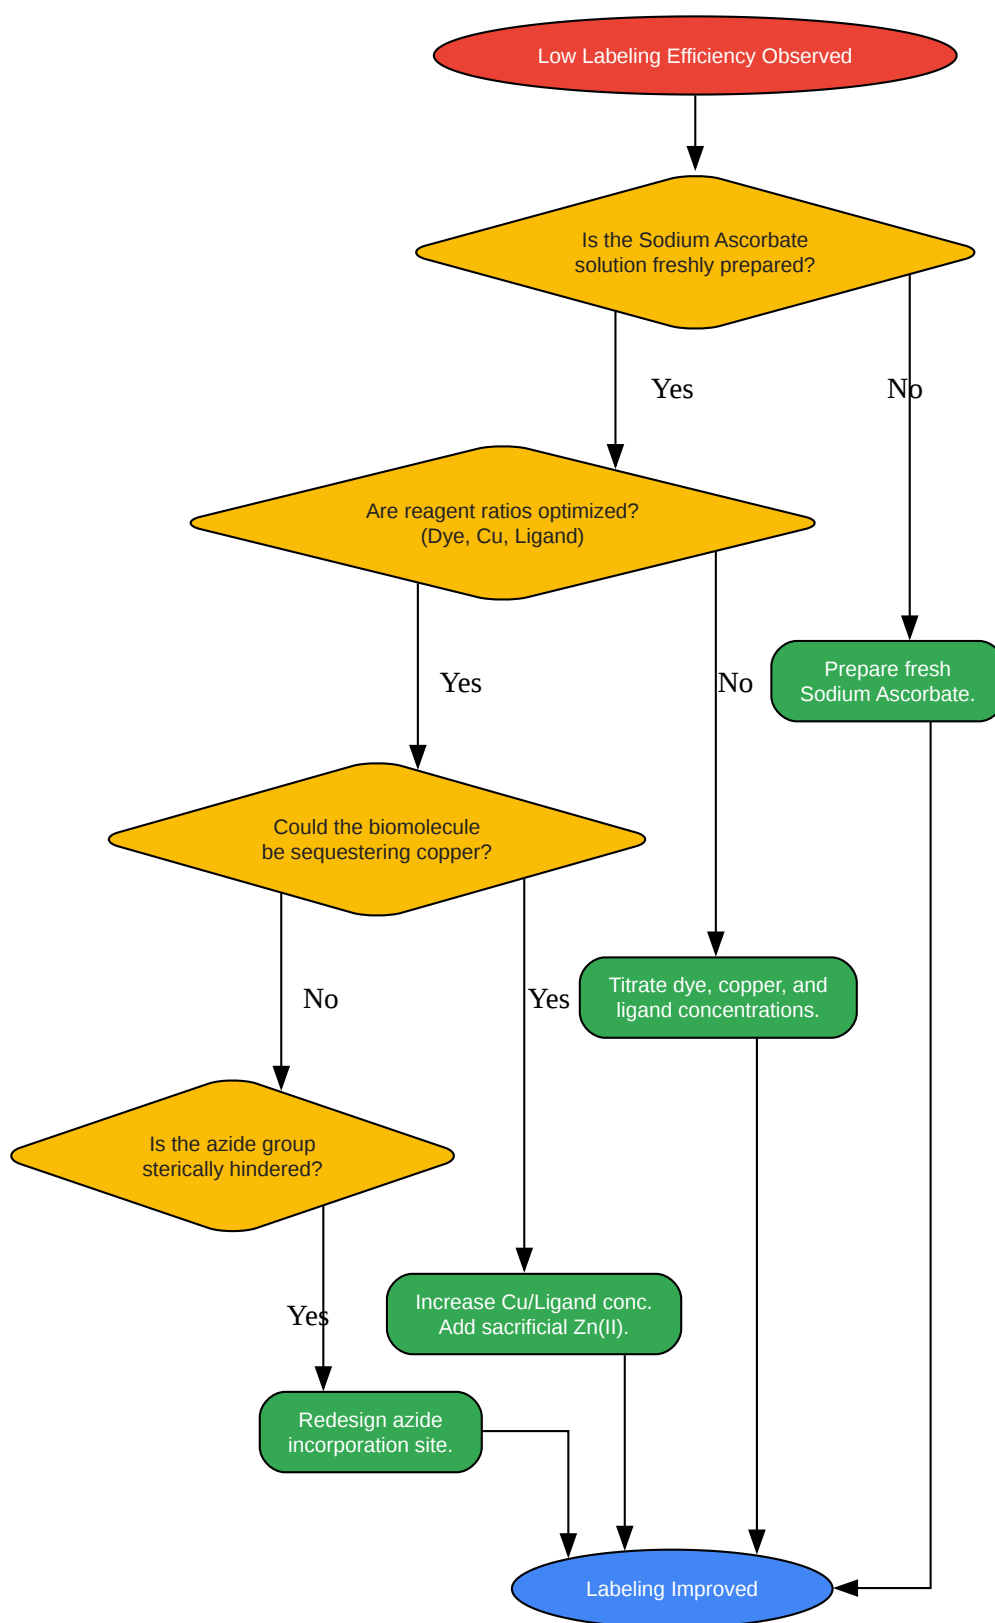 Low Labeling Efficiency Observed
Is the Sodium Ascorbate
solution freshly prepared?
Yes
No
Are reagent ratios optimized?
(Dye, Cu, Ligand)
Yes
No
Prepare fresh
Sodium Ascorbate.
Could the biomolecule
be sequestering copper?
No
Yes
Titrate dye, copper, and
ligand concentrations.
Is the azide group
sterically hindered?
Yes
Increase Cu/Ligand conc.
Add sacrificial Zn(II).
Redesign azide
incorporation site.
Labeling Improved